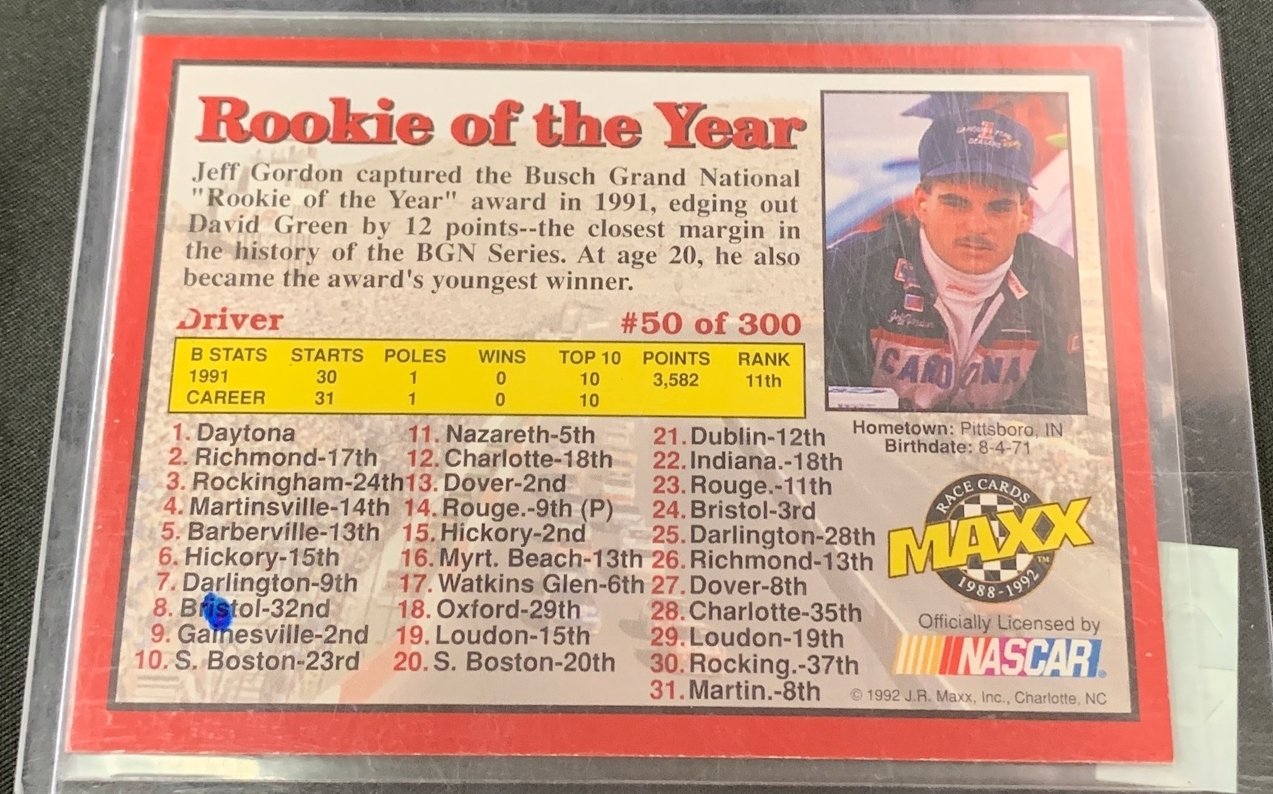 Rookie of the Year
Jeff Gordon captured the Busch Grand National
"Rookie of the Year" award in 1991, edging out
David Green by 12 points--the closest margin in
the history of the BGN Series. At age 20, he also
became the award's youngest winner.
Driver #50 of 300
B STATS STARTS POLES WINS TOP 10 POINTS RANK
1991 30 1 0 10 3,582 11th
CAREER 31 1 0 10
1. Daytona
2. Richmond-17th
3. Rockingham-24th
4. Martinsville-14th
5. Barberville-13th
6. Hickory-15th
7. Darlington-9th
8. Bristol-32nd
9. Gainesville-2nd
10. S. Boston-23rd
11. Nazareth-5th
12. Charlotte-18th
13. Dover-2nd
14. Rouge.-9th (P)
15. Hickory-2nd
16. Myrt. Beach-13th
17. Watkins Glen-6th
18. Oxford-29th
19. Loudon-15th
20. S. Boston-20th
21. Dublin-12th
22. Indiana.-18th
23. Rouge.-11th
24. Bristol-3rd
25. Darlington-28th
26. Richmond-13th
27. Dover-8th
28. Charlotte-35th
29. Loudon-19th
30. Rocking.-37th
31. Martin.-8th
CAROLINA
Hometown: Pittsboro, IN
Birthdate: 8-4-71
RACE CARDS
MAXX™
1988-1992
Officially Licensed by
NASCAR®
© 1992 J.R. Maxx, Inc., Charlotte, NC